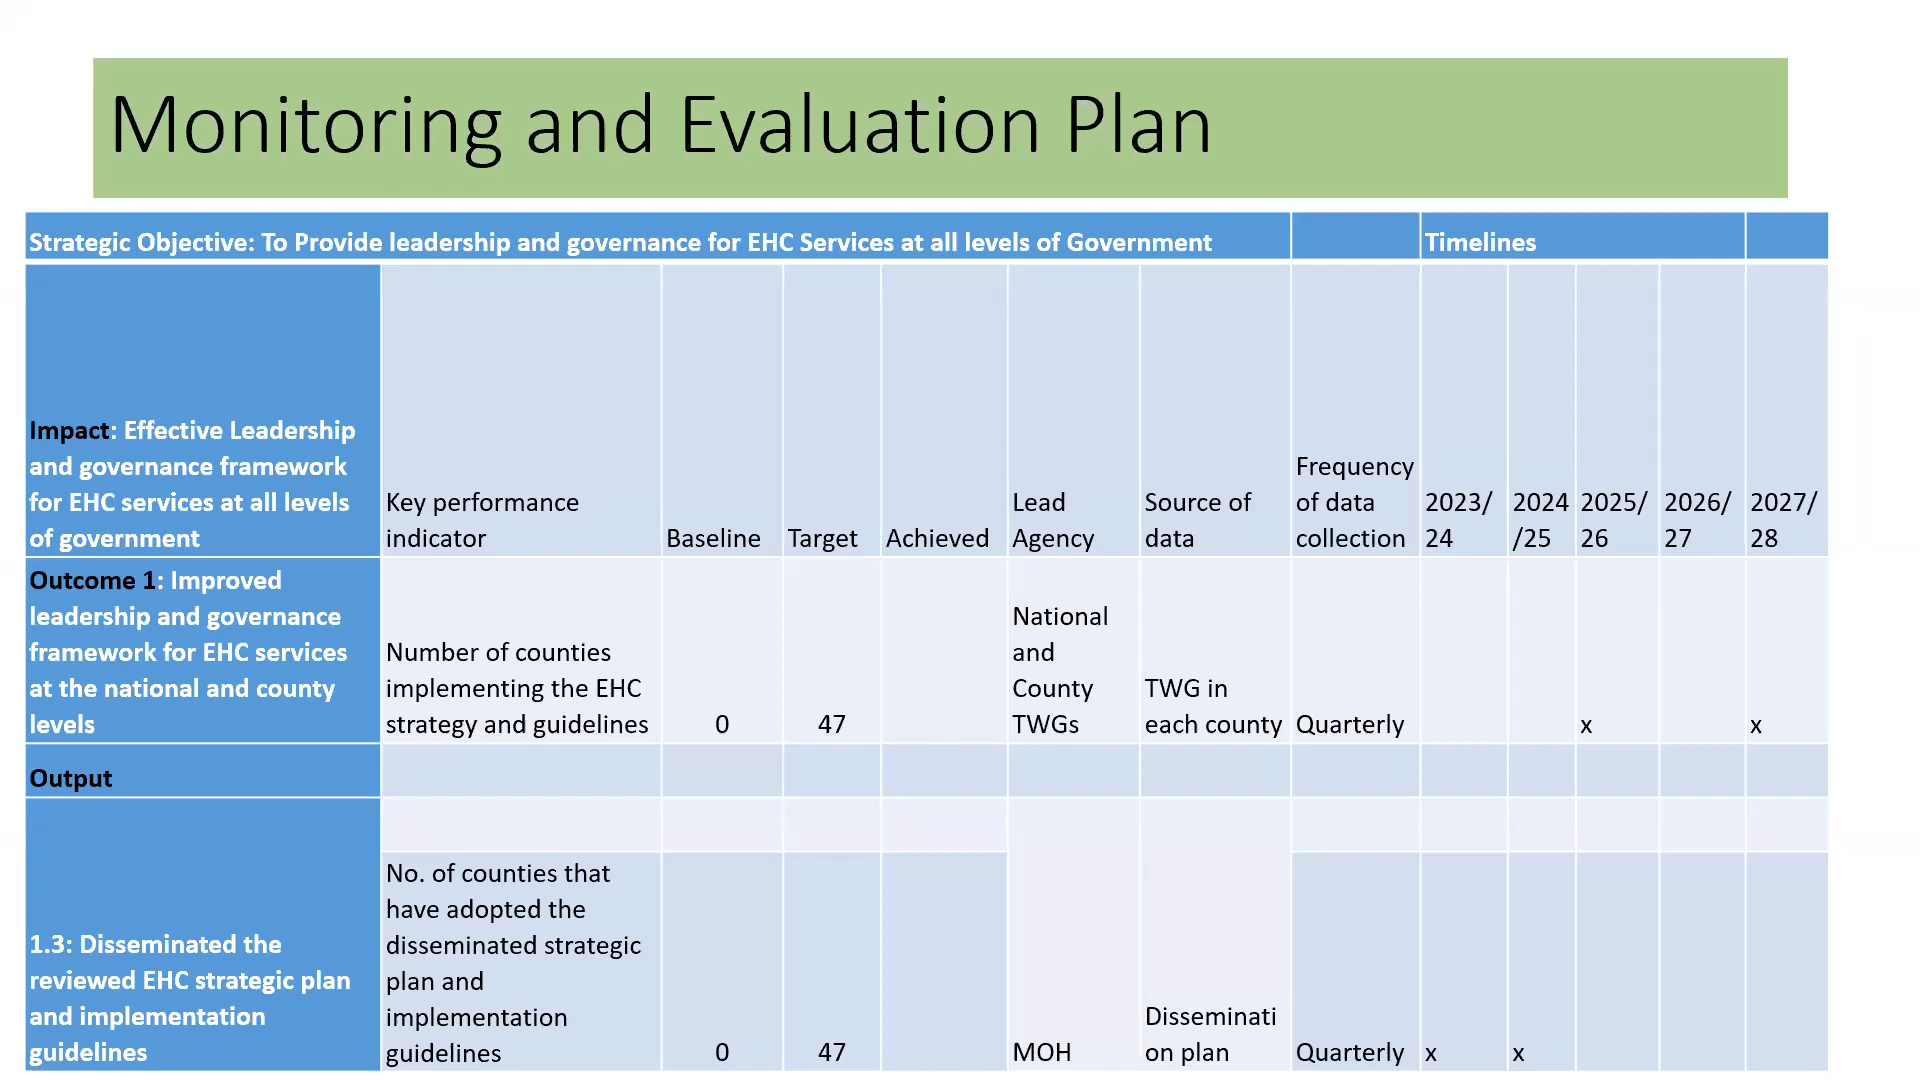 Monitoring and Evaluation Plan
Strategic Objective: To Provide leadership and governance for EHC Services at all levels of Government
Timelines
Impact: Effective Leadership
and governance framework
for EHC services at all levels
of government
Key performance
indicator
Baseline
Target
Achieved
Lead
Agency
Source of
data
Frequency
of data
collection
2023/
24
2024
/25
2025/
26
2026/
27
2027/
28
Outcome 1: Improved
leadership and governance
framework for EHC services
at the national and county
levels
Number of counties
implementing the EHC
strategy and guidelines
0
47
National
and
County
TWGs
TWG in
each county
Quarterly
x
x
Output
1.3: Disseminated the
reviewed EHC strategic plan
and implementation
guidelines
No. of counties that
have adopted the
disseminated strategic
plan and
implementation
guidelines
0
47
MOH
Disseminati
on plan
Quarterly
x
x